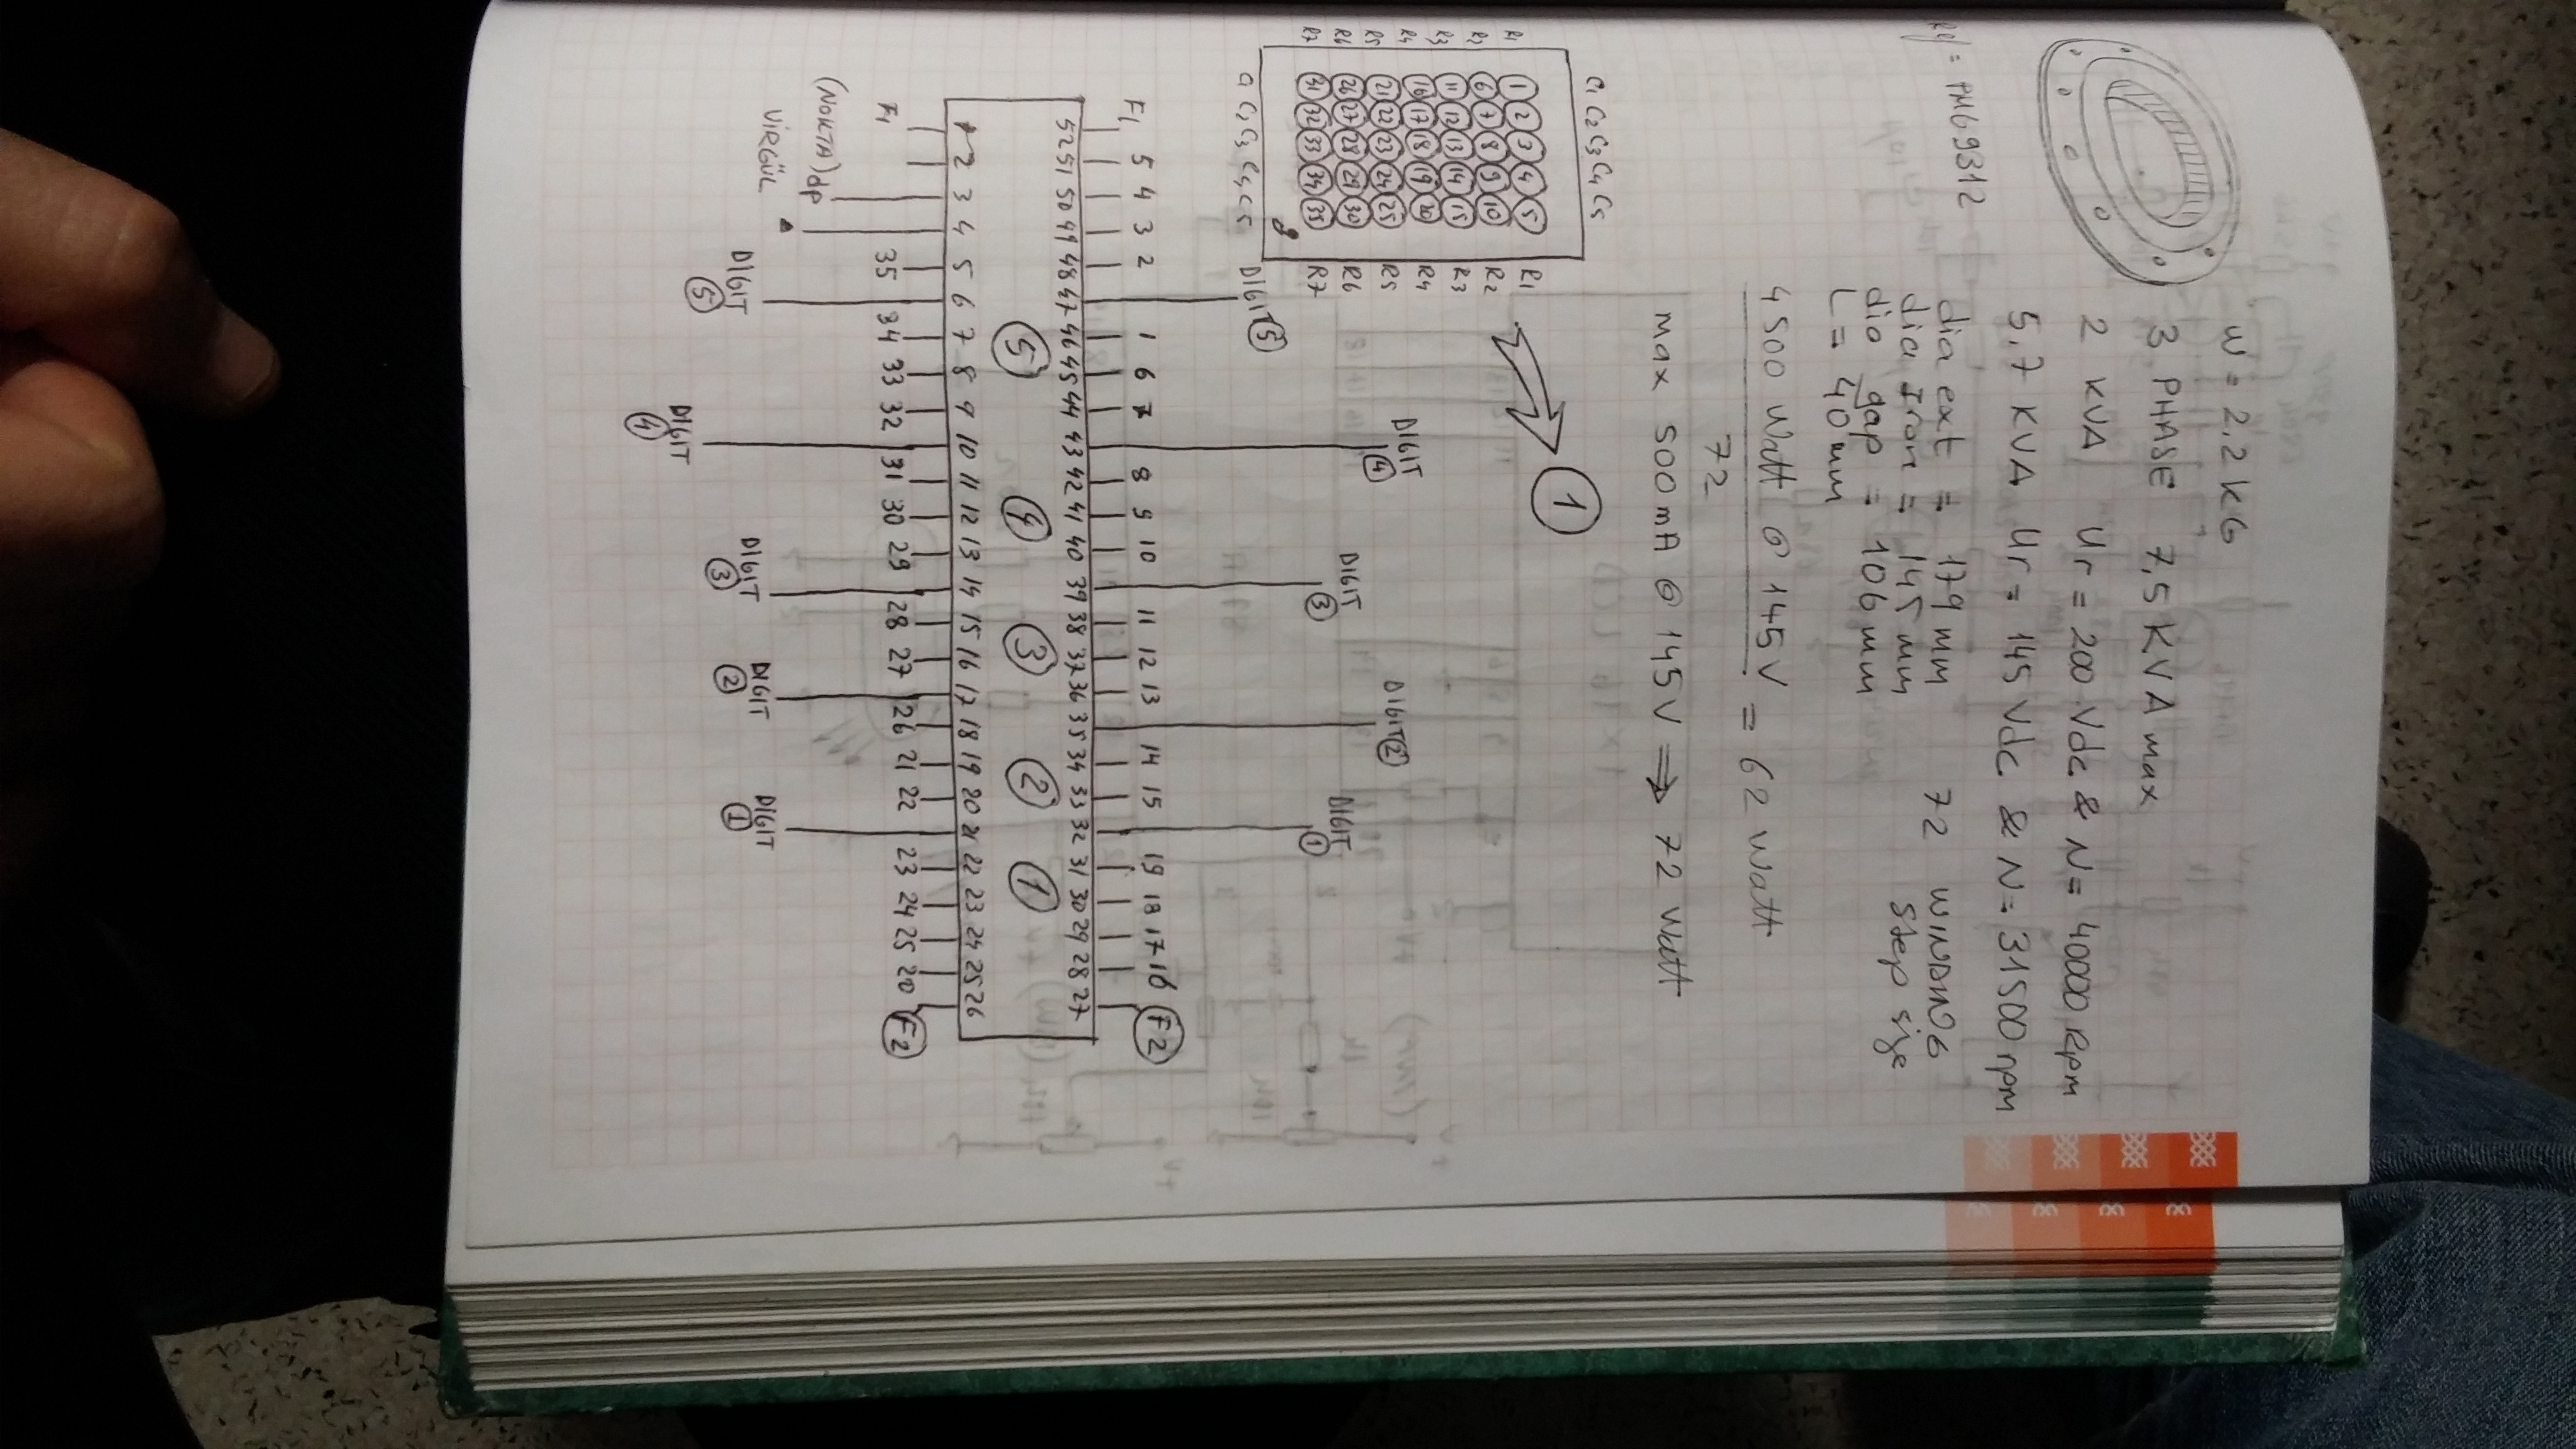 W = 2.2 KG
3 PHASE 7,5 KVA max
2 KVA Ur = 200 Vdc & N = 40000 Rpm
5.7 KVA Ur = 145 Vdc & N = 31500 rpm
Ref = PMG9312
dia ext = 179 mm 72 WINDING
dia Iron = 145 mm Step size
dia gap = 106 mm
L = 40 mm
4500 Watt @ 145 V = 62 Watt
72
max 500 mA @ 145 V ⇒ 72 Watt
C1 C2 C3 C4 C5
1
R1 1 2 3 4 5 R1
R2 6 7 8 9 10 R2
R3 11 12 13 14 15 R3
R4 16 17 18 19 20 R4
R5 21 22 23 24 25 R5
R6 26 27 28 29 30 R6
R7 31 32 33 34 35 R7
C1 C2 C3 C4 C5
DIGIT 5
DIGIT 4
DIGIT 3
DIGIT 2
DIGIT 1
F1 5 4 3 2 1 6 7 8 9 10 11 12 13 14 15 19 18 17 16 F2
52 51 50 49 48 47 46 45 44 43 42 41 40 39 38 37 36 35 34 33 32 31 30 29 28 27
5 4 3 2 1
1 2 3 4 5 6 7 8 9 10 11 12 13 14 15 16 17 18 19 20 21 22 23 24 25 26
F1 35 34 33 32 31 30 29 28 27 26 21 22 23 24 25 20 F2
(NOKTA) dp
VİRGÜL
DIGIT 5
DIGIT 4
DIGIT 3
DIGIT 2
DIGIT 1